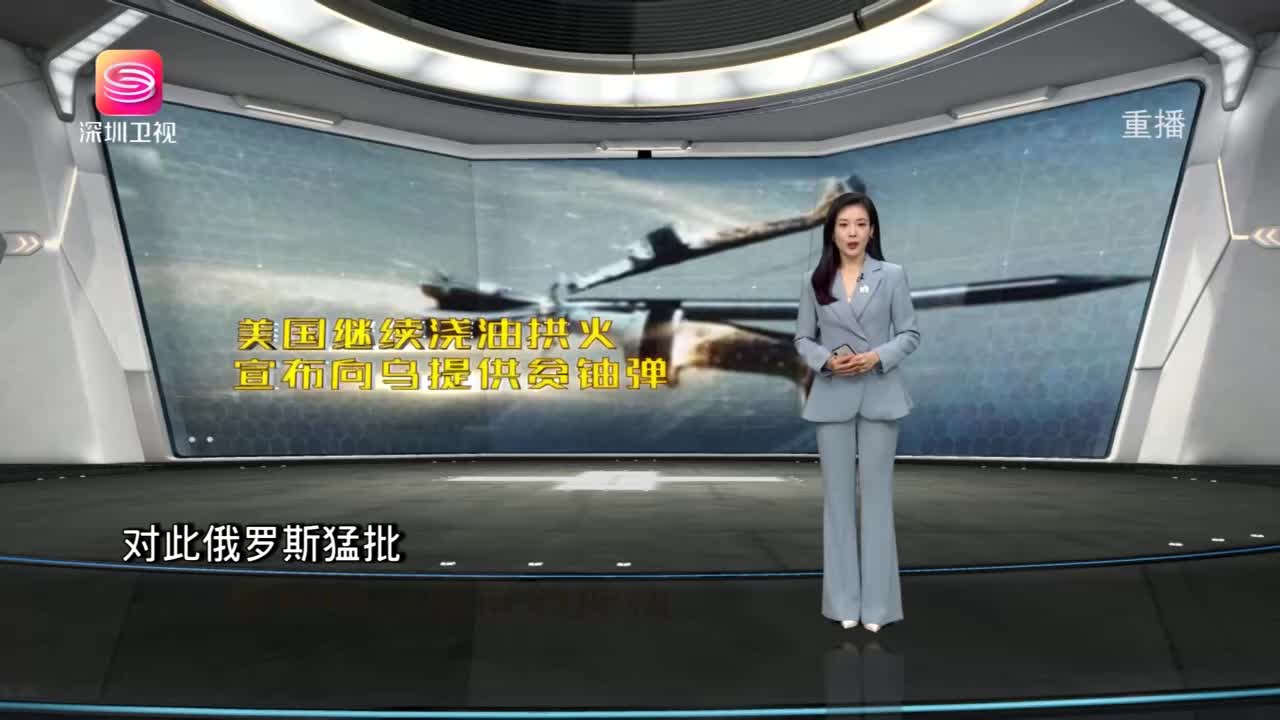 深圳卫视
重播
美国继续浇油拱火
宣布向乌提供贫铀弹
对此俄罗斯猛批